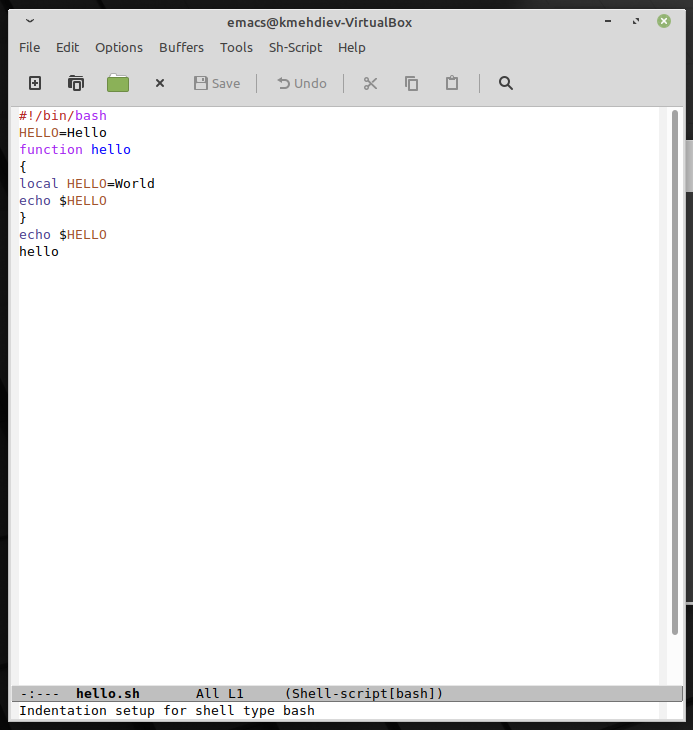 emacs@kmehdiev-VirtualBox
File Edit Options Buffers Tools Sh-Script Help
Save Undo
#!/bin/bash
HELLO=Hello
function hello
{
local HELLO=World
echo $HELLO
}
echo $HELLO
hello
-:--- hello.sh All L1 (Shell-script[bash])
Indentation setup for shell type bash